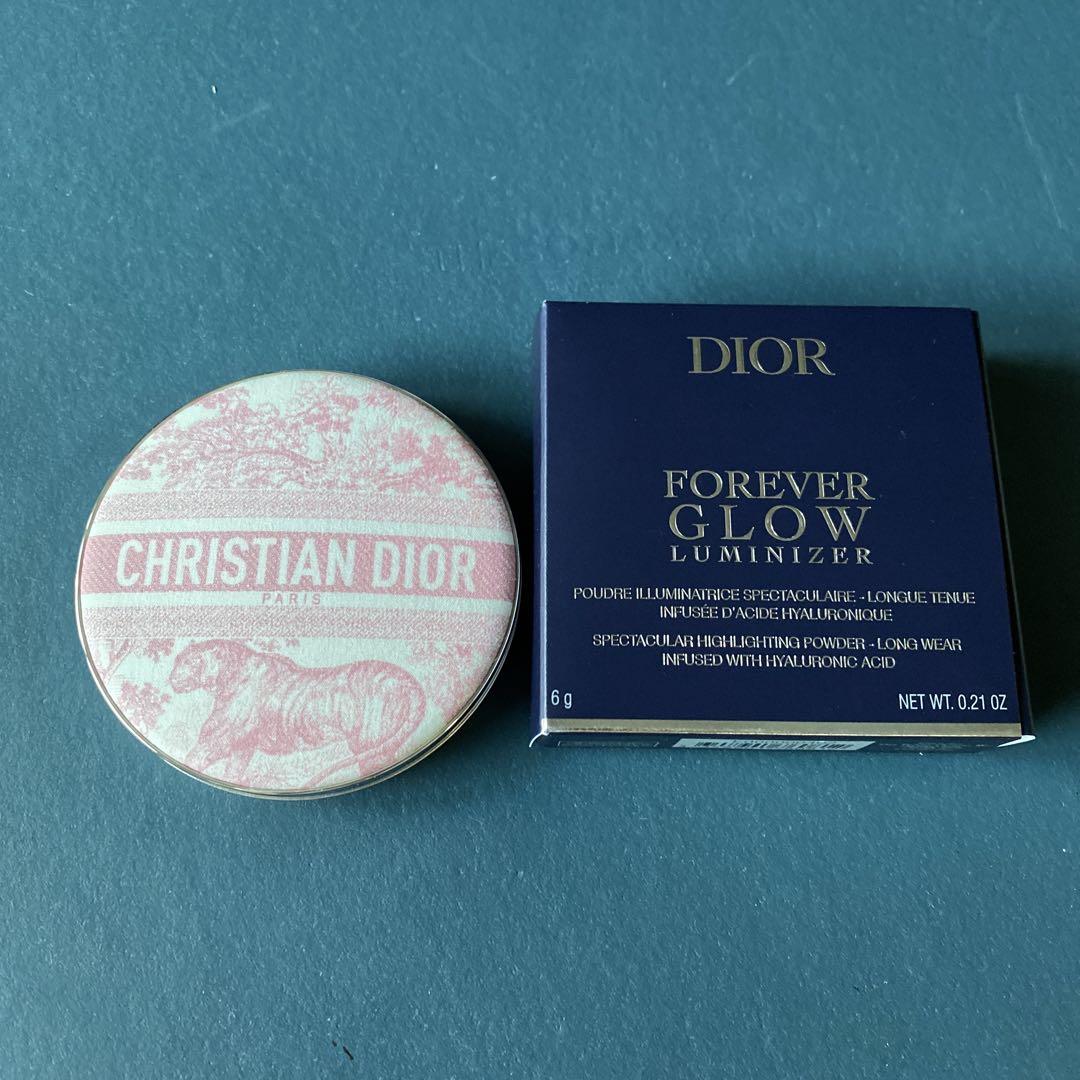 CHRISTIAN DIOR
PARIS
DIOR
FOREVER
GLOW
LUMINIZER
POUDRE ILLUMINATRICE SPECTACULAIRE - LONGUE TENUE
INFUSÉE D'ACIDE HYALURONIQUE
SPECTACULAR HIGHLIGHTING POWDER - LONG WEAR
INFUSED WITH HYALURONIC ACID
6 g
NET WT. 0.21 OZ